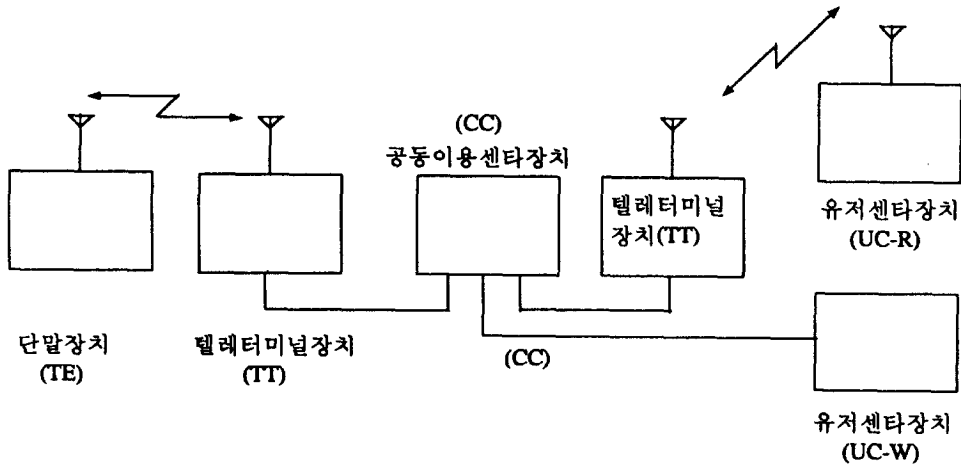 (CC)
공동이용센타장치
텔레터미널
장치(TT)
유저센타장치
(UC-R)
단말장치
(TE)
텔레터미널장치
(TT)
(CC)
유저센타장치
(UC-W)